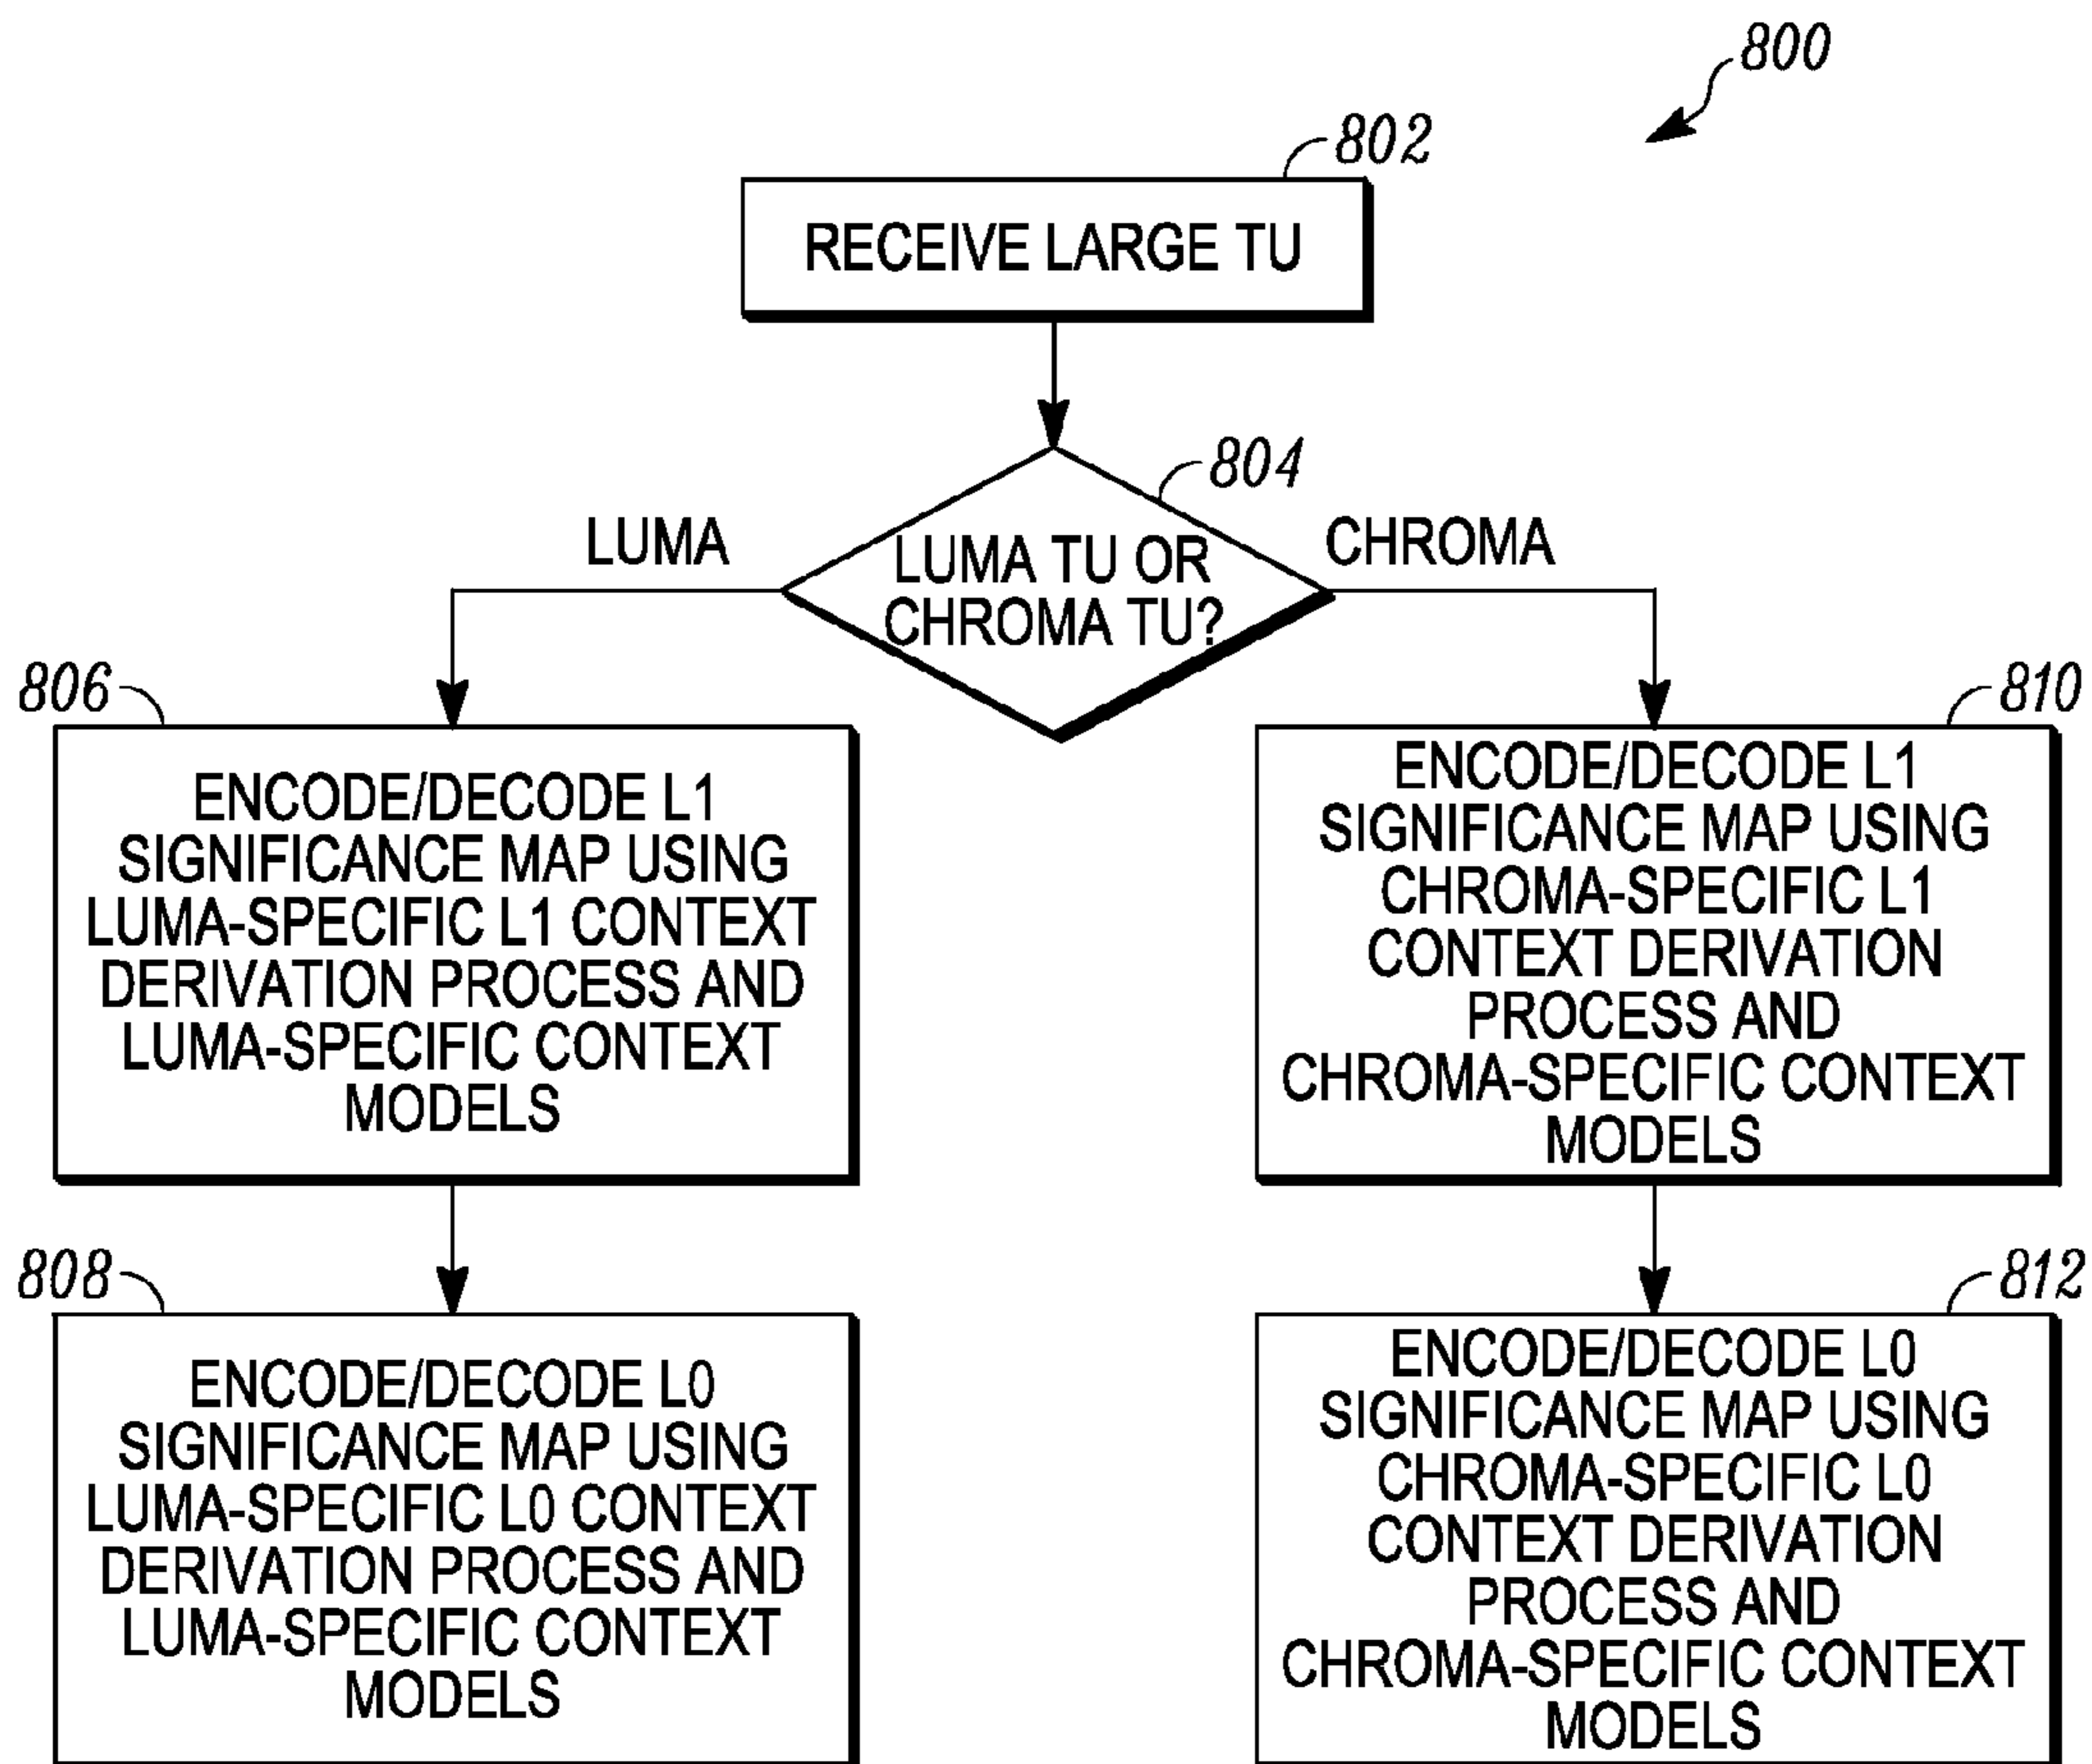 800
802
RECEIVE LARGE TU
804
LUMA
LUMA TU OR
CHROMA TU?
CHROMA
806
ENCODE/DECODE L1
SIGNIFICANCE MAP USING
LUMA-SPECIFIC L1 CONTEXT
DERIVATION PROCESS AND
LUMA-SPECIFIC CONTEXT
MODELS
810
ENCODE/DECODE L1
SIGNIFICANCE MAP USING
CHROMA-SPECIFIC L1
CONTEXT DERIVATION
PROCESS AND
CHROMA-SPECIFIC CONTEXT
MODELS
808
ENCODE/DECODE L0
SIGNIFICANCE MAP USING
LUMA-SPECIFIC L0 CONTEXT
DERIVATION PROCESS AND
LUMA-SPECIFIC CONTEXT
MODELS
812
ENCODE/DECODE L0
SIGNIFICANCE MAP USING
CHROMA-SPECIFIC L0
CONTEXT DERIVATION
PROCESS AND
CHROMA-SPECIFIC CONTEXT
MODELS